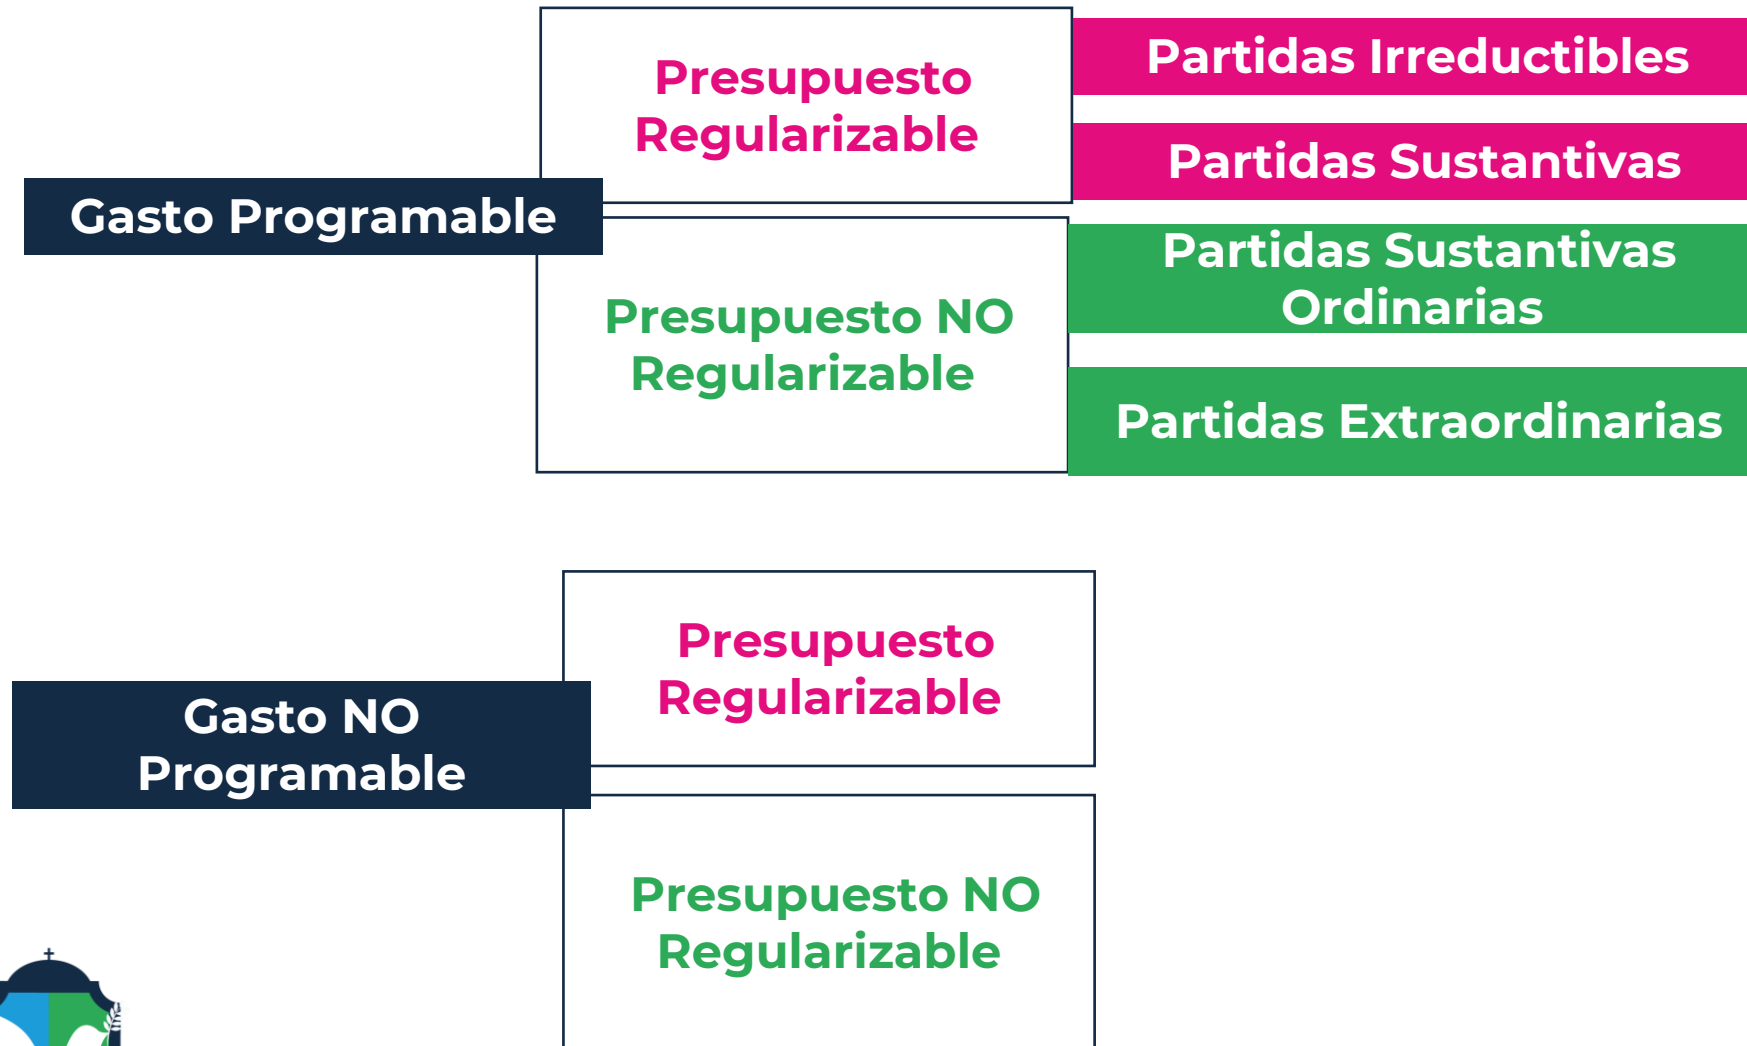 Gasto Programable
Presupuesto
Regularizable
Partidas Irreductibles
Partidas Sustantivas
Presupuesto NO
Regularizable
Partidas Sustantivas
Ordinarias
Partidas Extraordinarias
Gasto NO
Programable
Presupuesto
Regularizable
Presupuesto NO
Regularizable